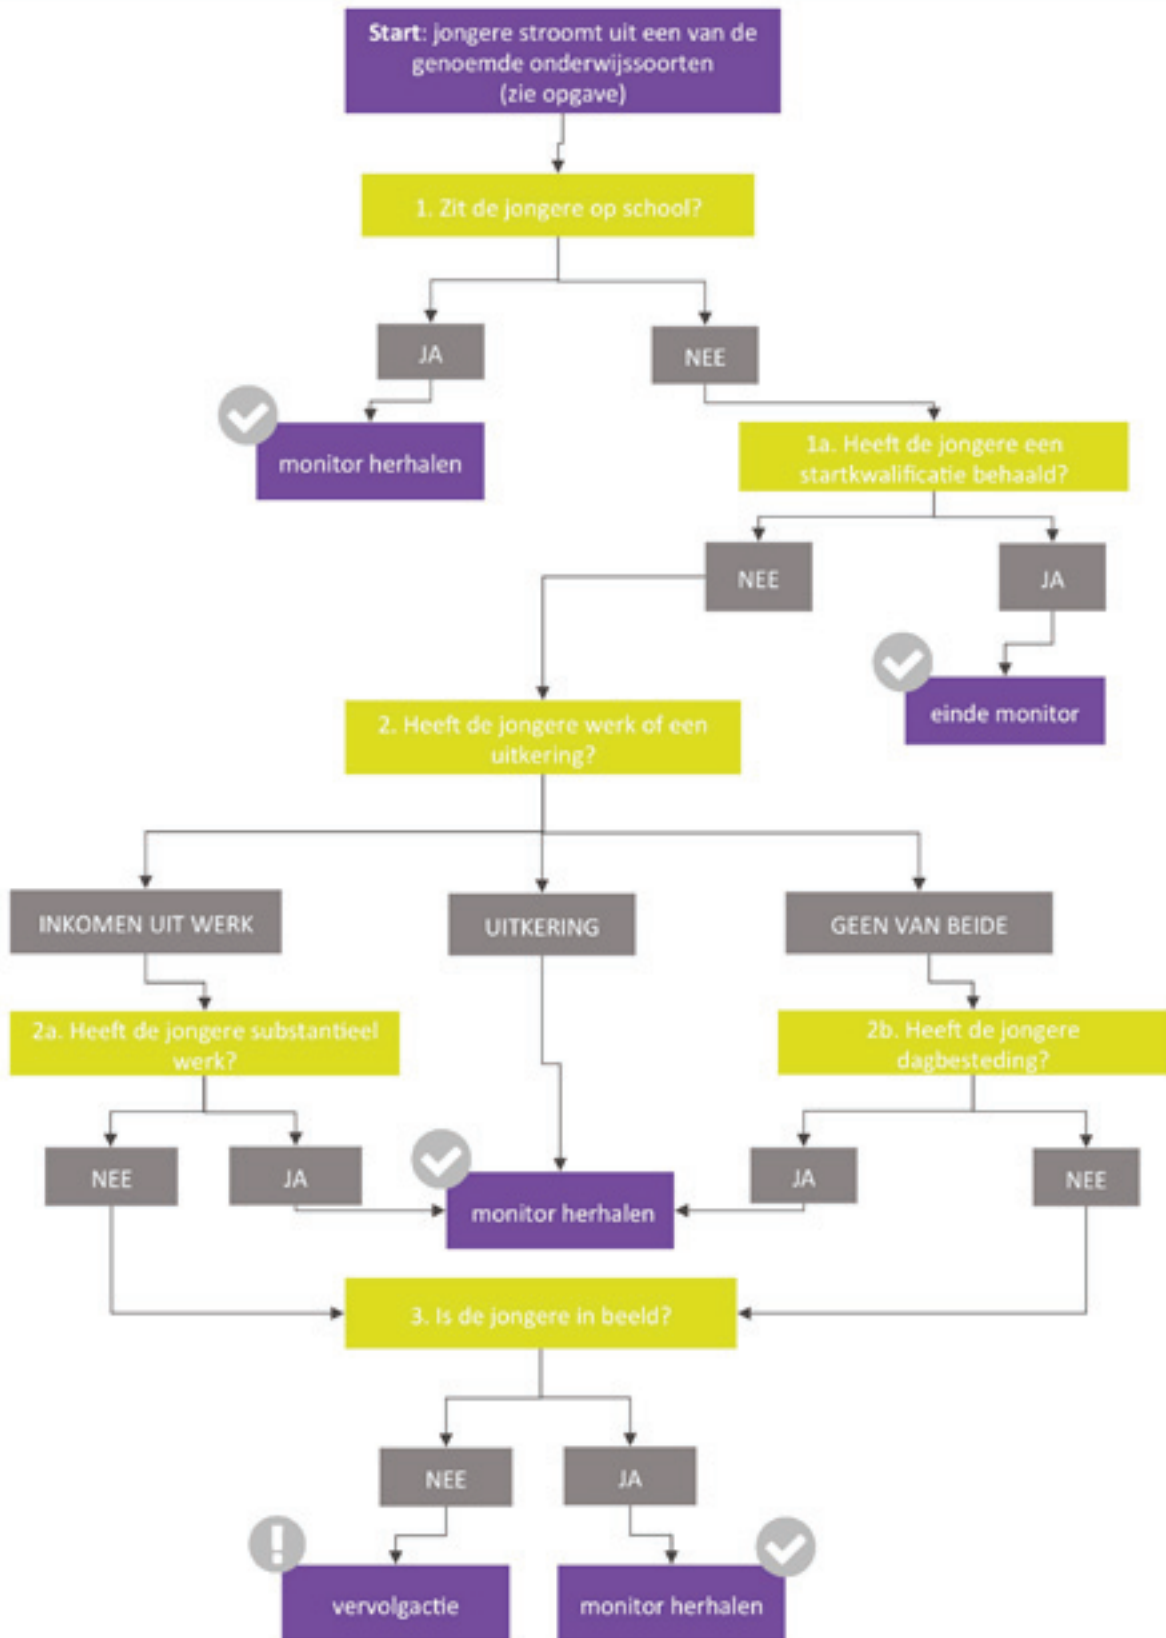 Start: jongere stroomt uit een van de
genoemde onderwijssoorten
(zie opgave)
1. Zit de jongere op school?
JA
NEE
monitor herhalen
1a. Heeft de jongere een
startkwalificatie behaald?
NEE
JA
einde monitor
2. Heeft de jongere werk of een
uitkering?
INKOMEN UIT WERK
UITKERING
GEEN VAN BEIDE
2a. Heeft de jongere substantieel
werk?
2b. Heeft de jongere
dagbesteding?
NEE
JA
JA
NEE
monitor herhalen
3. Is de jongere in beeld?
NEE
JA
vervolgactie
monitor herhalen